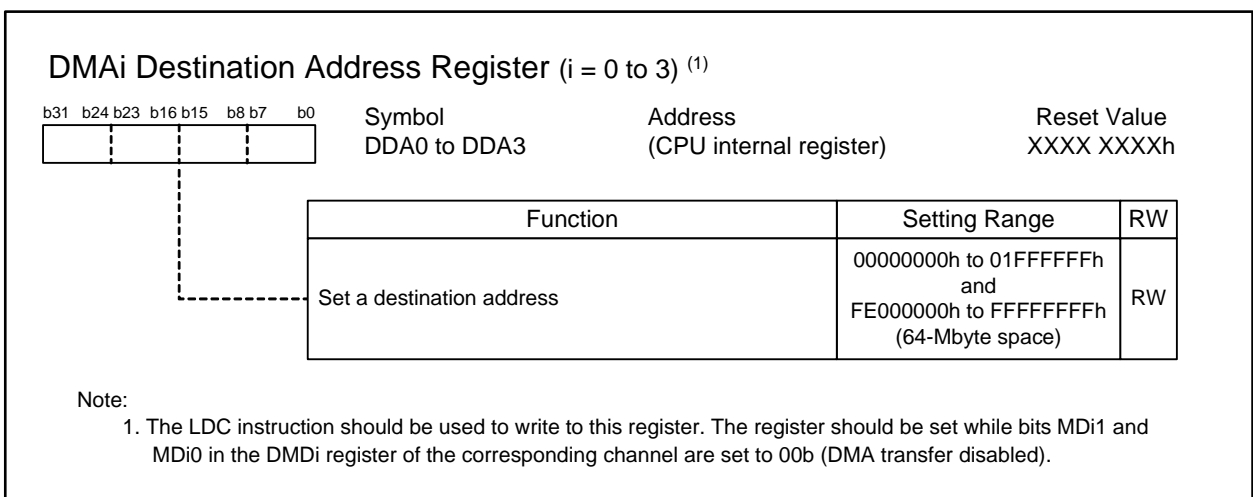 DMAi Destination Address Register (i = 0 to 3) (1)
b31 b24 b23 b16 b15 b8 b7 b0
Symbol Address Reset Value
DDA0 to DDA3 (CPU internal register) XXXX XXXXh
Function Setting Range RW
Set a destination address
00000000h to 01FFFFFFh
and
FE000000h to FFFFFFFFh
(64-Mbyte space)
RW
Note:
1. The LDC instruction should be used to write to this register. The register should be set while bits MDi1 and
MDi0 in the DMDi register of the corresponding channel are set to 00b (DMA transfer disabled).